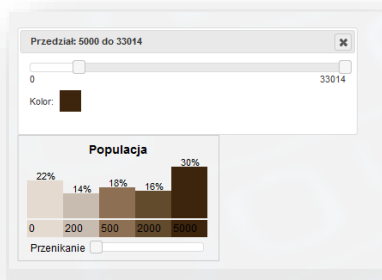 Przedział: 5000 do 33014
0 33014
Kolor:
Populacja
22% 14% 18% 16% 30%
0 200 500 2000 5000
Przenikanie